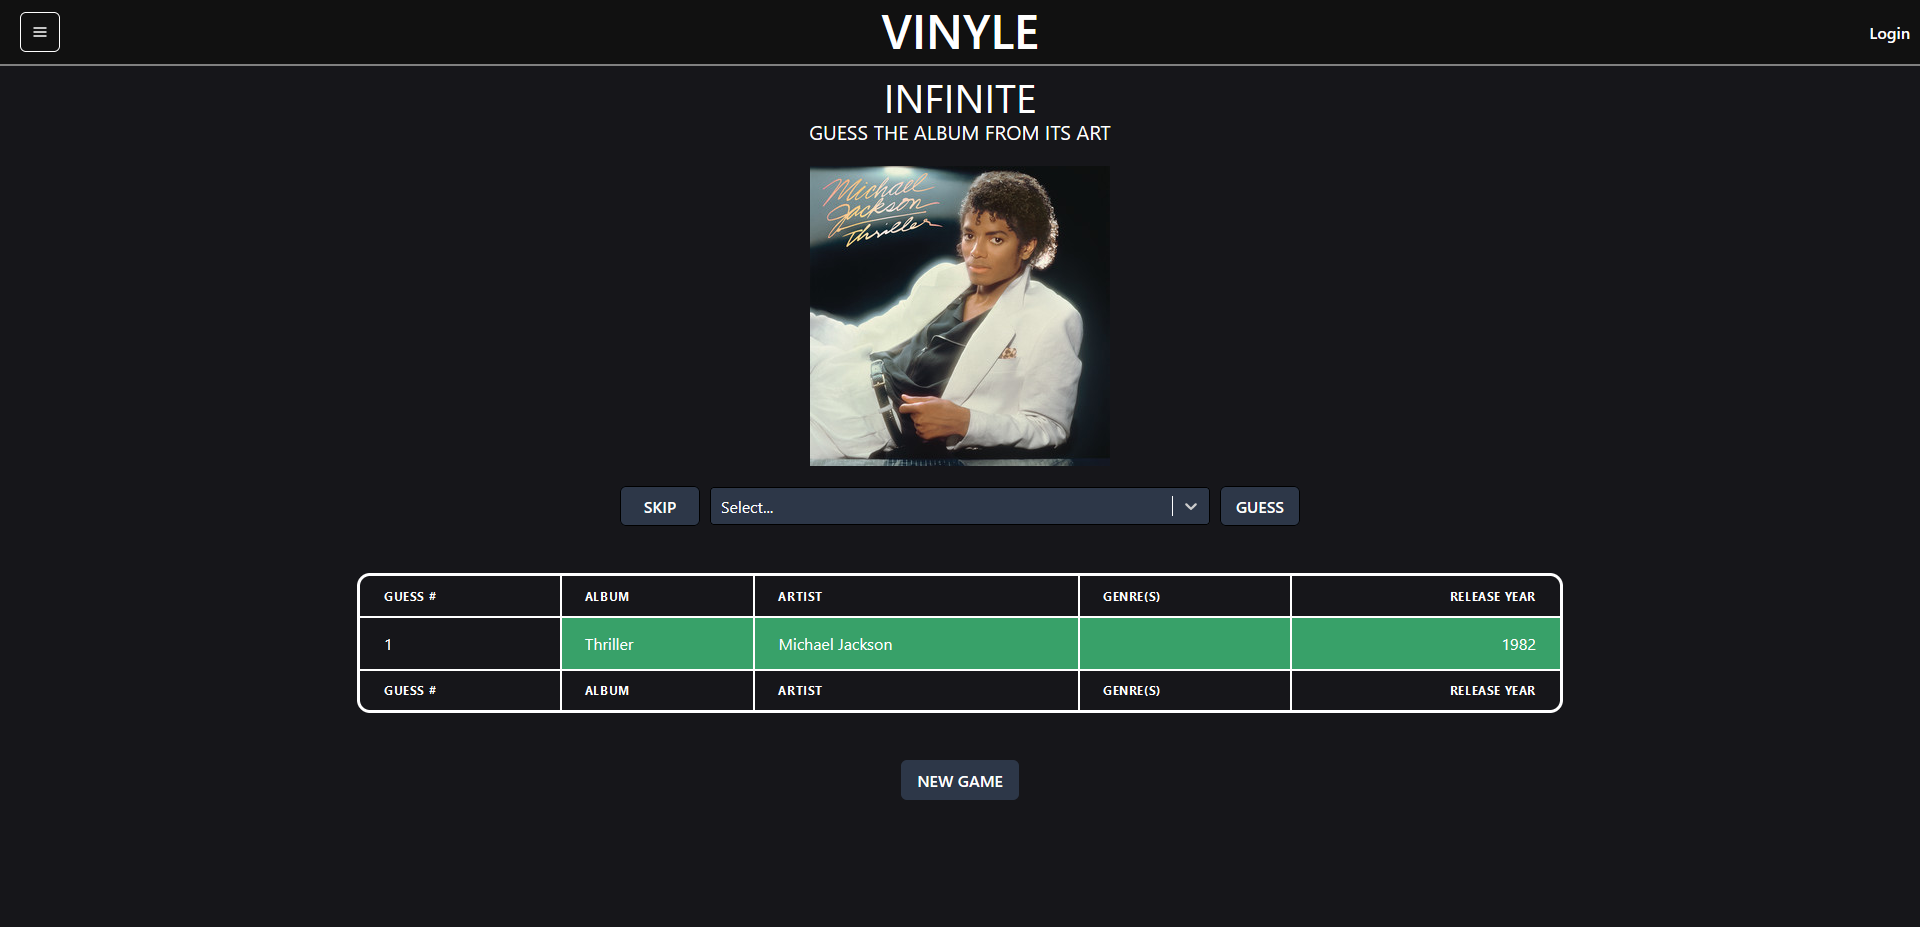 VINYLE
Login
INFINITE
GUESS THE ALBUM FROM ITS ART
Michael
Jackson
Thriller
SKIP
Select...
GUESS
GUESS # ALBUM ARTIST GENRE(S) RELEASE YEAR
1 Thriller Michael Jackson 1982
GUESS # ALBUM ARTIST GENRE(S) RELEASE YEAR
NEW GAME